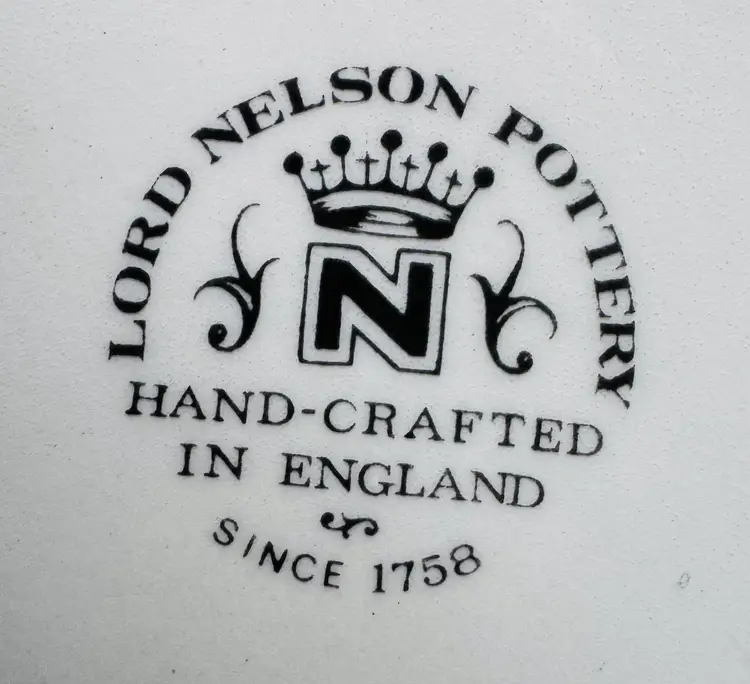 LORD NELSON POTTERY
N
HAND-CRAFTED
IN ENGLAND
SINCE 1758